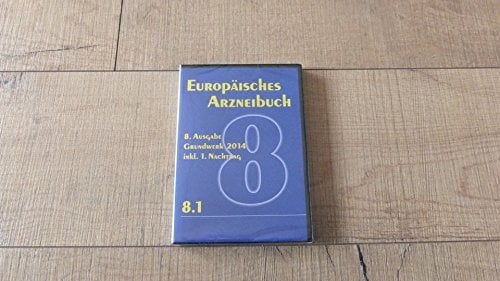 Europäisches
Arzneibuch
8. Ausgabe
Grundwerk 2014
inkl. 1. Nachtrag
8
8.1